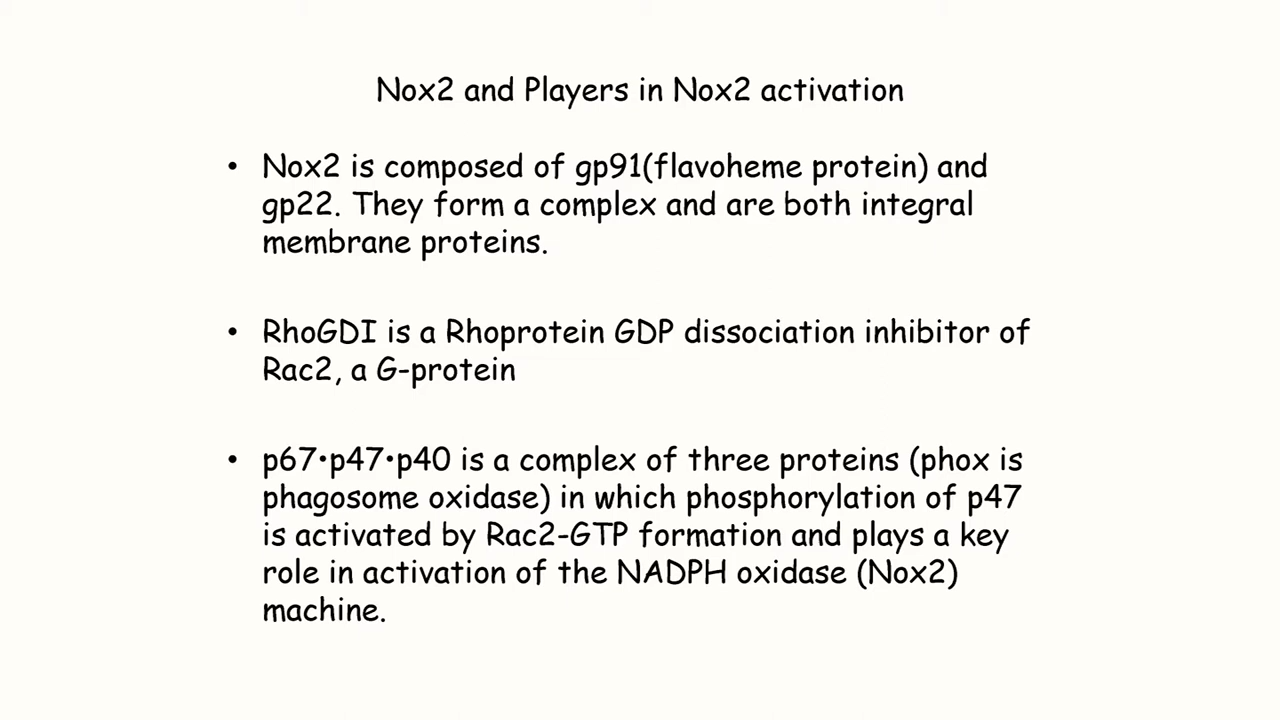 Nox2 and Players in Nox2 activation
• Nox2 is composed of gp91(flavoheme protein) and
gp22. They form a complex and are both integral
membrane proteins.
• RhoGDI is a Rhoprotein GDP dissociation inhibitor of
Rac2, a G-protein
• p67•p47•p40 is a complex of three proteins (phox is
phagosome oxidase) in which phosphorylation of p47
is activated by Rac2-GTP formation and plays a key
role in activation of the NADPH oxidase (Nox2)
machine.